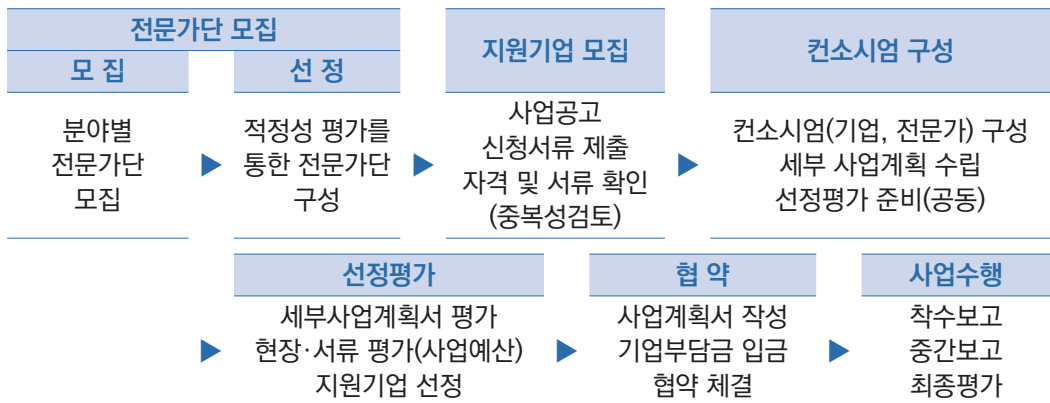 전문가단 모집
모 집
분야별
전문가단
모집
선 정
적정성 평가를
통한 전문가단
구성
지원기업 모집
사업공고
신청서류 제출
자격 및 서류 확인
(중복성검토)
컨소시엄 구성
컨소시엄(기업, 전문가) 구성
세부 사업계획 수립
선정평가 준비(공동)
선정평가
세부사업계획서 평가
현장·서류 평가(사업예산)
지원기업 선정
협 약
사업계획서 작성
기업부담금 입금
협약 체결
사업수행
착수보고
중간보고
최종평가